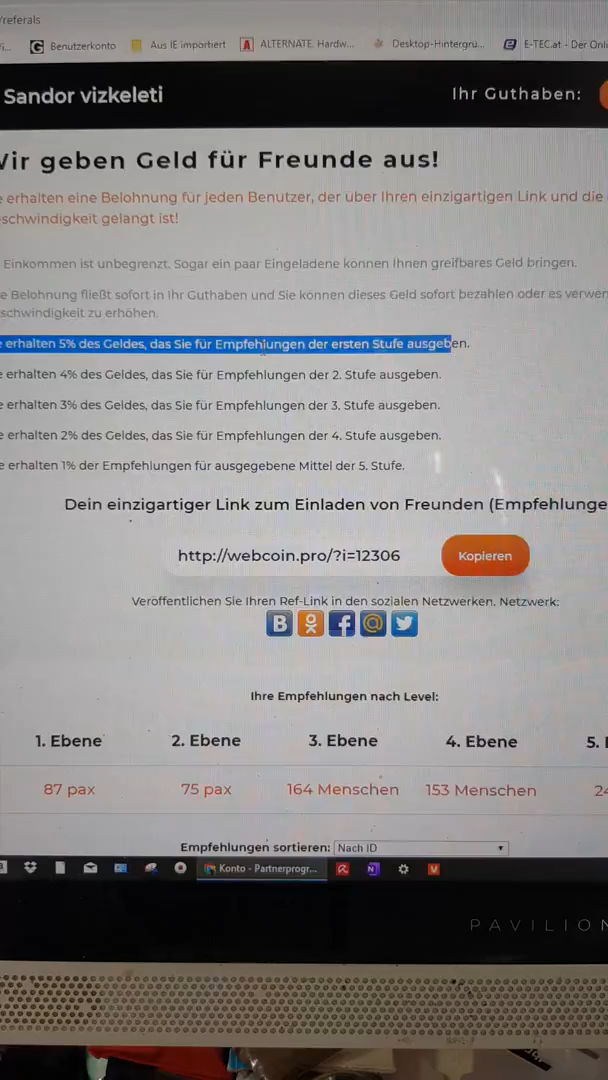 /referals
Benutzerkonto
Aus IE importiert
ALTERNATE. Hardw...
Desktop-Hintergrü...
E-TEC.at - Der Onli
Sandor vizkeleti
Ihr Guthaben:
Wir geben Geld für Freunde aus!
e erhalten eine Belohnung für jeden Benutzer, der über Ihren einzigartigen Link und die
schwindigkeit gelangt ist!
Einkommen ist unbegrenzt. Sogar ein paar Eingeladene können Ihnen greifbares Geld bringen.
e Belohnung fließt sofort in Ihr Guthaben und Sie können dieses Geld sofort bezahlen oder es verwen
schwindigkeit zu erhöhen.
e erhalten 5% des Geldes, das Sie für Empfehlungen der ersten Stufe ausgeben.
e erhalten 4% des Geldes, das Sie für Empfehlungen der 2. Stufe ausgeben.
e erhalten 3% des Geldes, das Sie für Empfehlungen der 3. Stufe ausgeben.
e erhalten 2% des Geldes, das Sie für Empfehlungen der 4. Stufe ausgeben.
e erhalten 1% der Empfehlungen für ausgegebene Mittel der 5. Stufe.
Dein einzigartiger Link zum Einladen von Freunden (Empfehlunge
http://webcoin.pro/?i=12306
Kopieren
Veröffentlichen Sie Ihren Ref-Link in den sozialen Netzwerken. Netzwerk:
Ihre Empfehlungen nach Level:
1. Ebene 2. Ebene 3. Ebene 4. Ebene 5.
87 pax 75 pax 164 Menschen 153 Menschen 24
Empfehlungen sortieren: Nach ID
Konto - Partnerprogr...
PAVILION